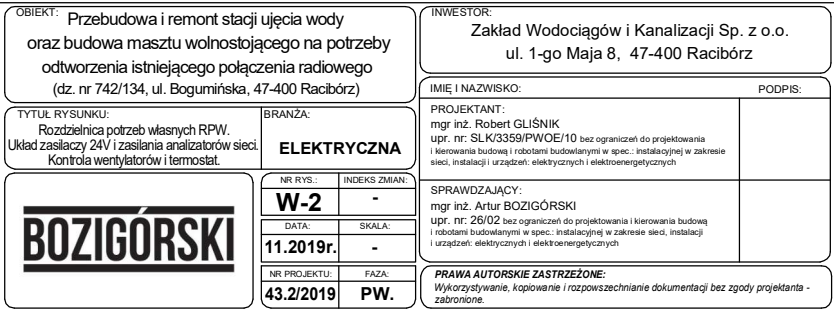 OBIEKT:
Przebudowa i remont stacji ujęcia wody
oraz budowa masztu wolnostojącego na potrzeby
odtworzenia istniejącego połączenia radiowego
(dz. nr 742/134, ul. Bogumińska, 47-400 Racibórz)
INWESTOR:
Zakład Wodociągów i Kanalizacji Sp. z o.o.
ul. 1-go Maja 8, 47-400 Racibórz
TYTUŁ RYSUNKU:
Rozdzielnica potrzeb własnych RPW.
Układ zasilaczy 24V i zasilania analizatorów sieci.
Kontrola wentylatorów i termostat.
BRANŻA:
ELEKTRYCZNA
IMIĘ I NAZWISKO:
PODPIS:
PROJEKTANT:
mgr inż. Robert GLIŚNIK
upr. nr: SLK/3359/PWOE/10 bez ograniczeń do projektowania
i kierowania budową i robotami budowlanymi w spec.: instalacyjnej w zakresie
sieci, instalacji i urządzeń: elektrycznych i elektroenergetycznych
BOZIGÓRSKI
NR RYS.:
W-2
INDEKS ZMIAN:
-
DATA:
11.2019r.
SKALA:
-
NR PROJEKTU:
43.2/2019
FAZA:
PW.
SPRAWDZAJĄCY:
mgr inż. Artur BOZIGÓRSKI
upr. nr: 26/02 bez ograniczeń do projektowania i kierowania budową
i robotami budowlanymi w spec.: instalacyjnej w zakresie sieci, instalacji
i urządzeń: elektrycznych i elektroenergetycznych
PRAWA AUTORSKIE ZASTRZEŻONE:
Wykorzystywanie, kopiowanie i rozpowszechnianie dokumentacji bez zgody projektanta -
zabronione.